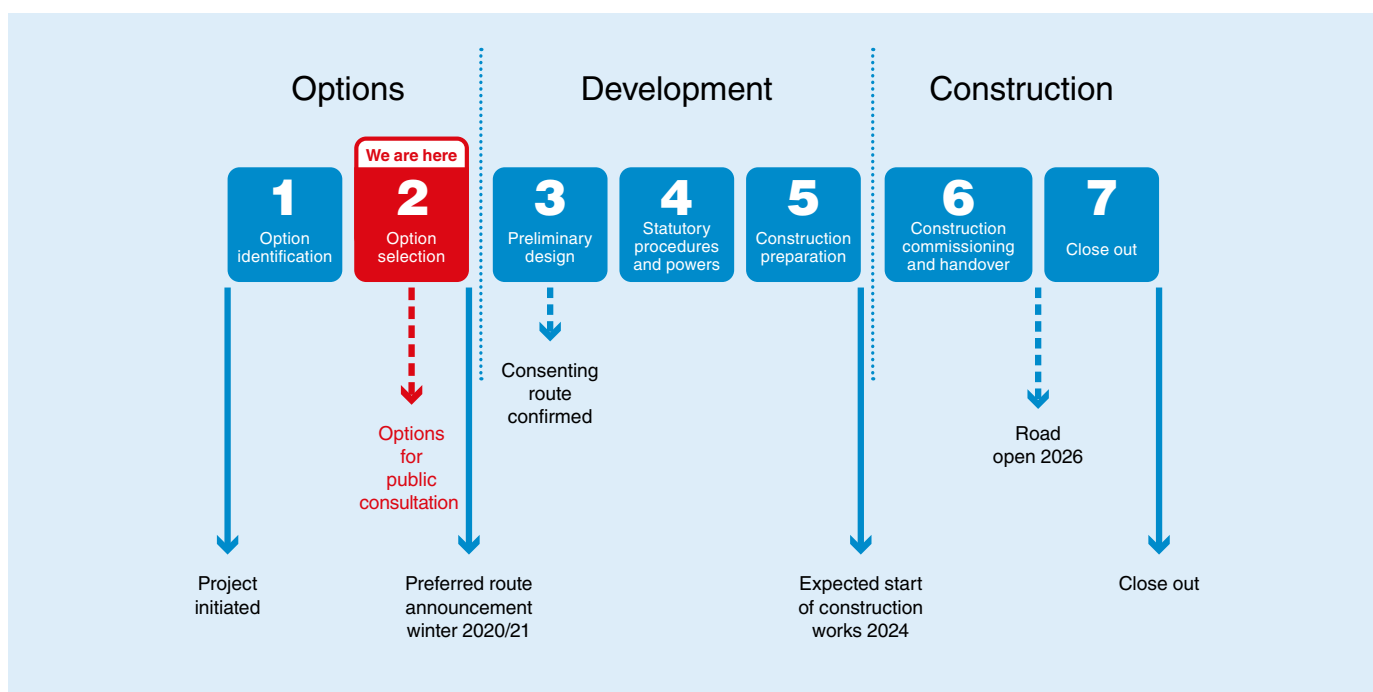 Options
Development
Construction
We are here
1
Option
identification
2
Option
selection
3
Preliminary
design
4
Statutory
procedures
and powers
5
Construction
preparation
6
Construction
commissioning
and handover
7
Close out
Consenting
route
confirmed
Options
for
public
consultation
Road
open 2026
Project
initiated
Preferred route
announcement
winter 2020/21
Expected start
of construction
works 2024
Close out